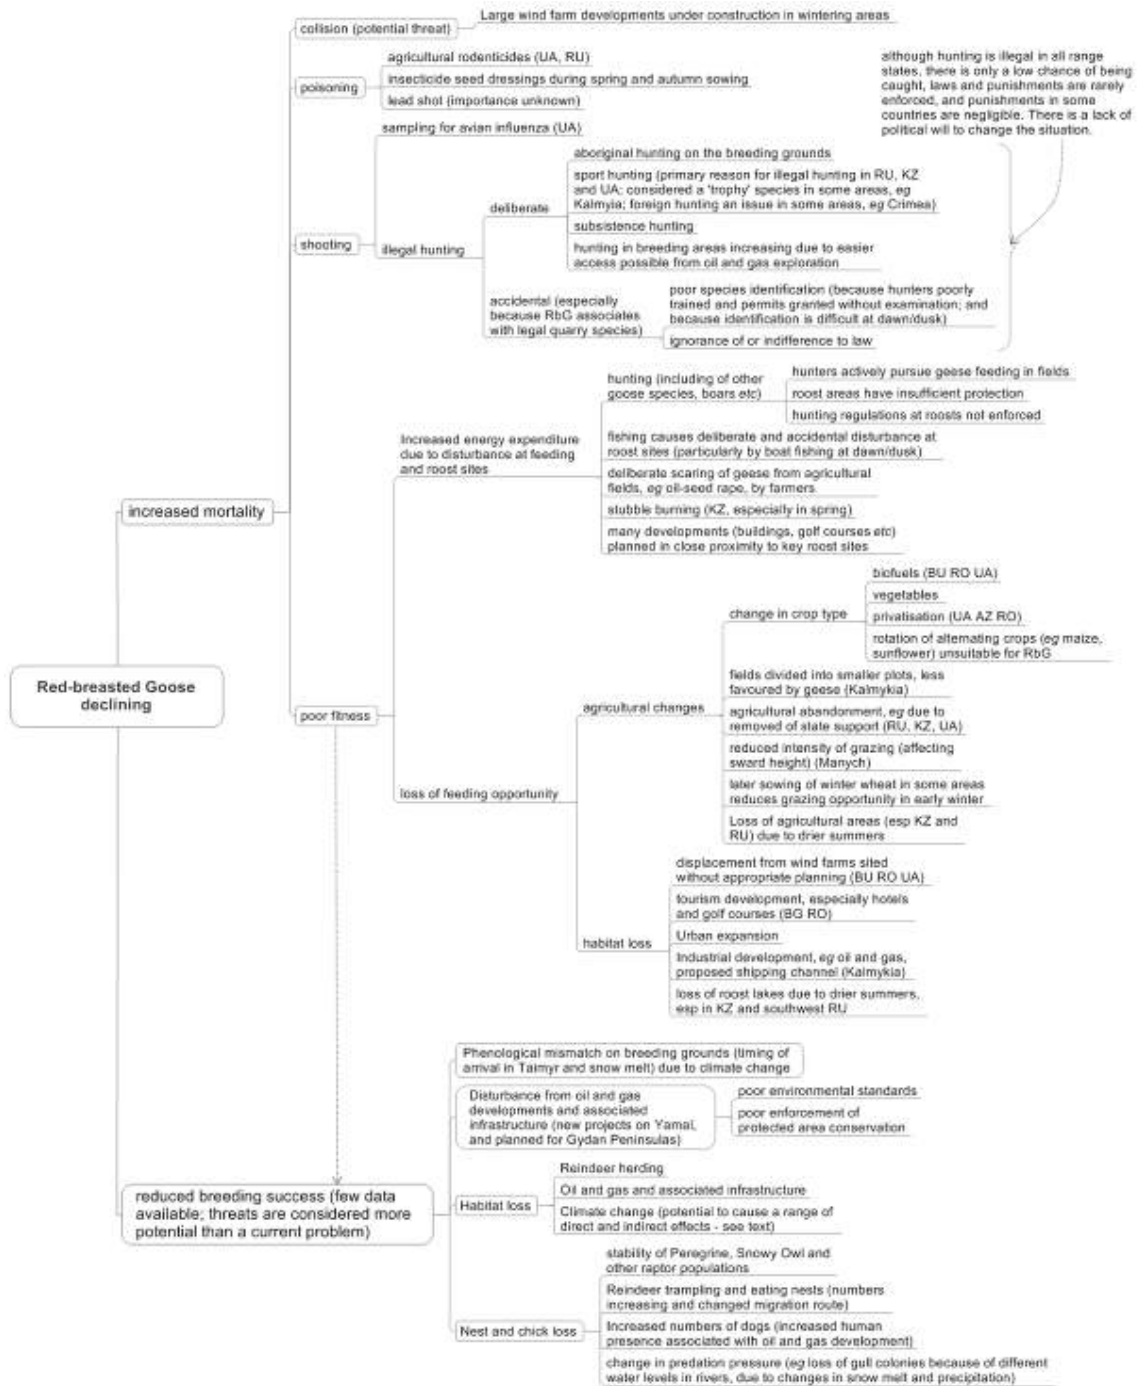 Large wind farm developments under construction in wintering areas
collision (potential threat)
agricultural rodenticides (UA, RU)
poisoning
insecticide seed dressings during spring and autumn sowing
lead shot (importance unknown)
although hunting is illegal in all range
states, there is only a low chance of being
caught, laws and punishments are rarely
enforced, and punishments in some
countries are negligible. There is a lack of
political will to change the situation.
sampling for avian influenza (UA)
shooting
illegal hunting
deliberate
aboriginal hunting on the breeding grounds
sport hunting (primary reason for illegal hunting in RU, KZ
and UA; considered a 'trophy' species in some areas, eg
Kalmyia; foreign hunting an issue in some areas, eg Crimea)
subsistence hunting
hunting in breeding areas increasing due to easier
access possible from oil and gas exploration
accidental (especially
because RbG associates
with legal quarry species)
poor species identification (because hunters poorly
trained and permits granted without examination; and
because identification is difficult at dawn/dusk)
ignorance of or indifference to law
increased mortality
Red-breasted Goose
declining
poor fitness
Increased energy expenditure
due to disturbance at feeding
and roost sites
hunting (including of other
goose species, boars etc)
hunters actively pursue geese feeding in fields
roost areas have insufficient protection
hunting regulations at roosts not enforced
fishing causes deliberate and accidental disturbance at
roost sites (particularly by boat fishing at dawn/dusk)
deliberate scaring of geese from agricultural
fields, eg oil-seed rape, by farmers
stubble burning (KZ, especially in spring)
many developments (buildings, golf courses etc)
planned in close proximity to key roost sites
loss of feeding opportunity
agricultural changes
change in crop type
biofuels (BU RO UA)
vegetables
privatisation (UA AZ RO)
rotation of alternating crops (eg maize,
sunflower) unsuitable for RbG
fields divided into smaller plots, less
favoured by geese (Kalmykia)
agricultural abandonment, eg due to
removed of state support (RU, KZ, UA)
reduced intensity of grazing (affecting
sward height) (Manych)
later sowing of winter wheat in some areas
reduces grazing opportunity in early winter
Loss of agricultural areas (esp KZ and
RU) due to drier summers
habitat loss
displacement from wind farms sited
without appropriate planning (BU RO UA)
tourism development, especially hotels
and golf courses (BG RO)
Urban expansion
Industrial development, eg oil and gas,
proposed shipping channel (Kalmykia)
loss of roost lakes due to drier summers,
esp in KZ and southwest RU
reduced breeding success (few data
available; threats are considered more
potential than a current problem)
Phenological mismatch on breeding grounds (timing of
arrival in Taimyr and snow melt) due to climate change
Disturbance from oil and gas
developments and associated
infrastructure (new projects on Yamal,
and planned for Gydan Peninsulas)
poor environmental standards
poor enforcement of
protected area conservation
Habitat loss
Reindeer herding
Oil and gas and associated infrastructure
Climate change (potential to cause a range of
direct and indirect effects - see text)
Nest and chick loss
stability of Peregrine, Snowy Owl and
other raptor populations
Reindeer trampling and eating nests (numbers
increasing and changed migration route)
Increased numbers of dogs (increased human
presence associated with oil and gas development)
change in predation pressure (eg loss of gull colonies because of different
water levels in rivers, due to changes in snow melt and precipitation)